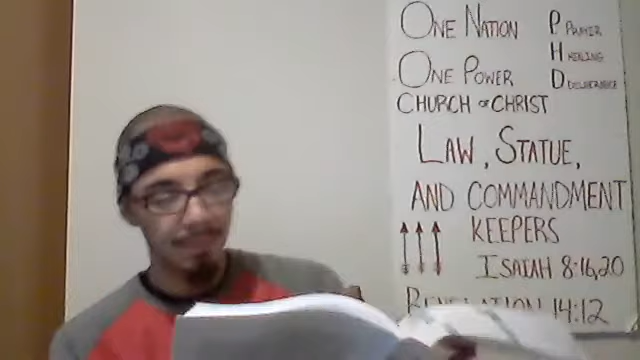 ONE NATION
ONE POWER
CHURCH OF CHRIST
P PRAYER
H HEALING
D DELIVERANCE
LAW, STATUE,
AND COMMANDMENT
KEEPERS
ISAIAH 8:16,20
REVELATION 14:12